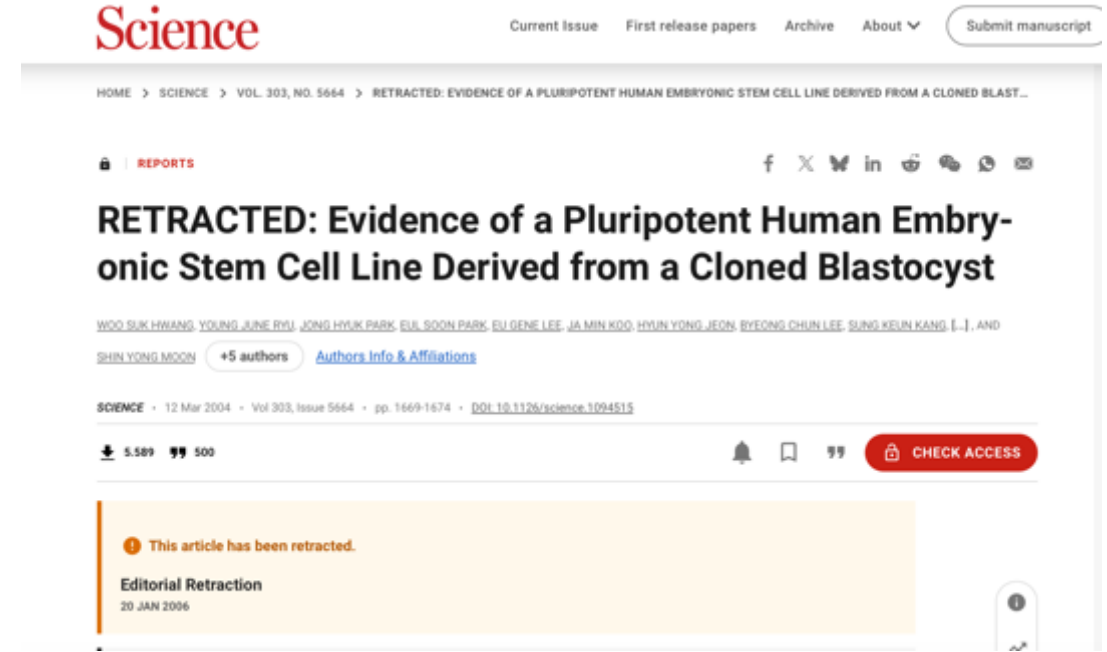 Science
Current Issue First release papers Archive About Submit manuscript
HOME > SCIENCE > VOL. 303, NO. 5664 > RETRACTED: EVIDENCE OF A PLURIPOTENT HUMAN EMBRYONIC STEM CELL LINE DERIVED FROM A CLONED BLAST...
REPORTS
RETRACTED: Evidence of a Pluripotent Human Embry-
onic Stem Cell Line Derived from a Cloned Blastocyst
WOO SUK HWANG, YOUNG JUNE RYU, JONG HYUK PARK, EUL SOON PARK, EU GENE LEE, JA MIN KOO, HYUN YONG JEON, BYEONG CHUN LEE, SUNG KEUN KANG, [...], AND
SHIN YONG MOON +5 authors Authors Info & Affiliations
SCIENCE • 12 Mar 2004 • Vol 303, Issue 5664 • pp. 1669-1674 • DOI: 10.1126/science.1094515
5.589 500 CHECK ACCESS
This article has been retracted.
Editorial Retraction
20 JAN 2006